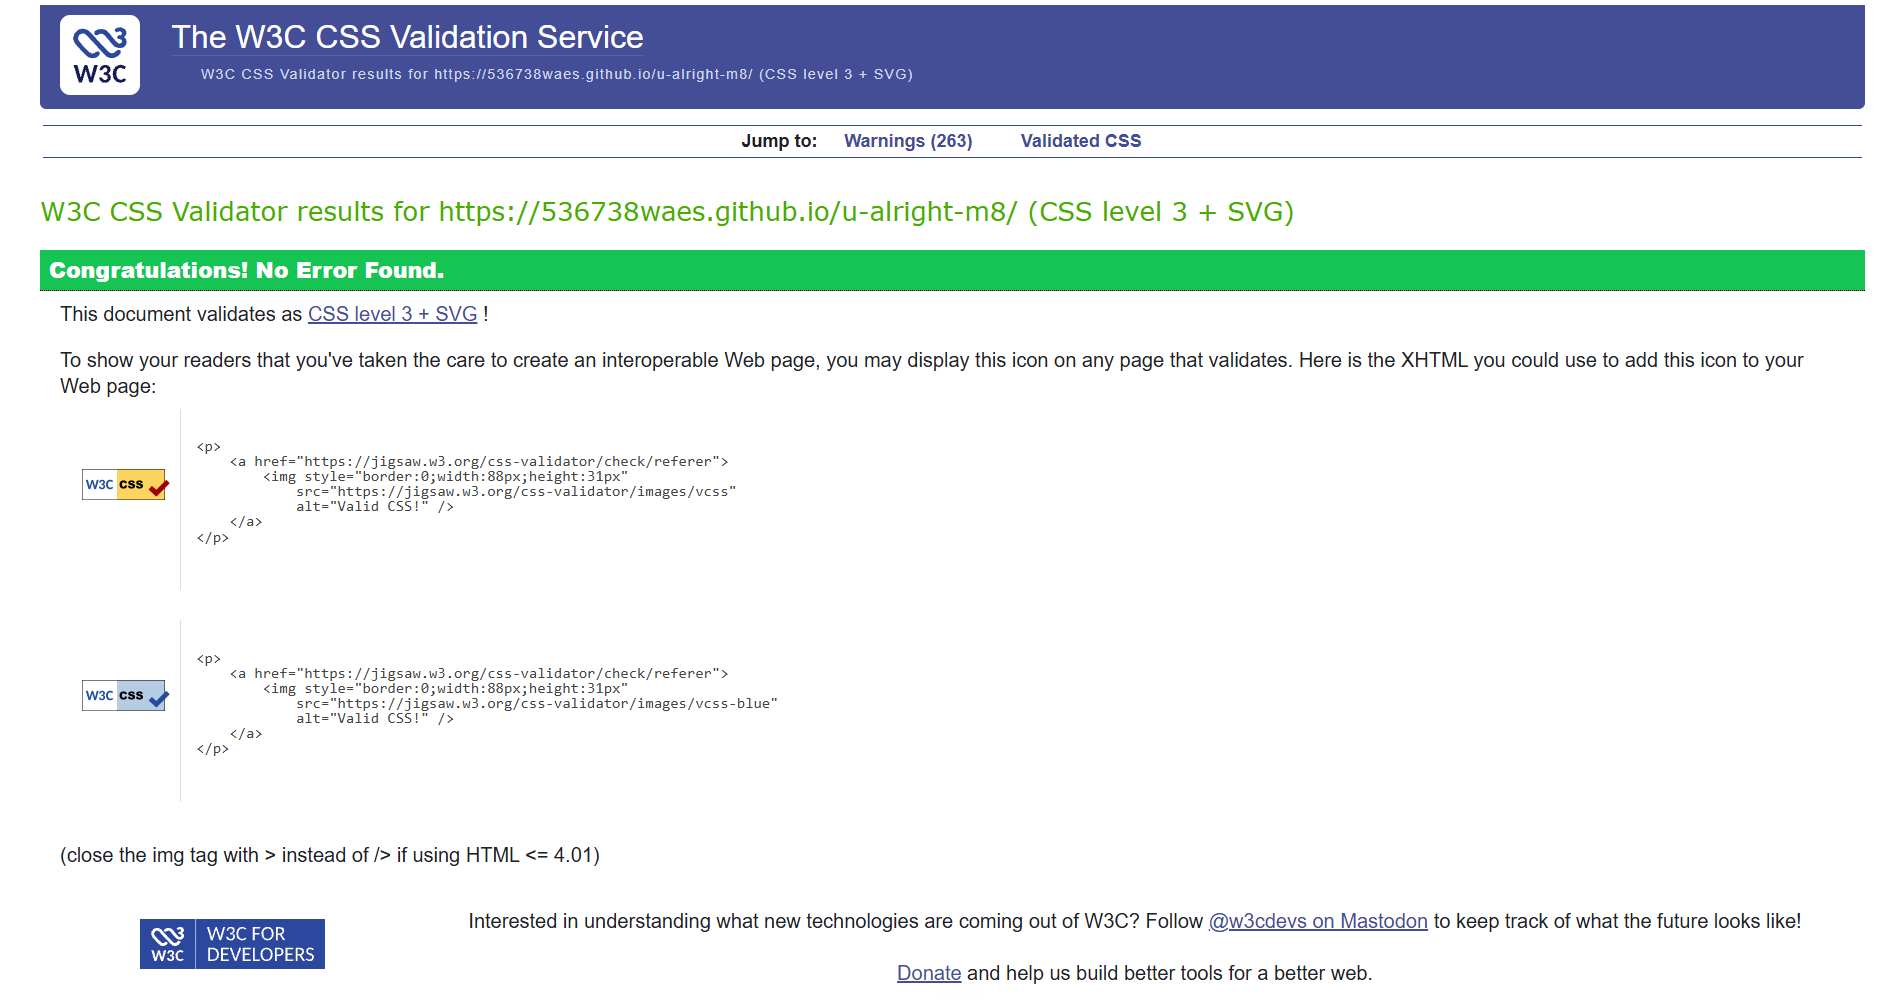 W3C
The W3C CSS Validation Service
W3C CSS Validator results for https://536738waes.github.io/u-alright-m8/ (CSS level 3 + SVG)
Jump to: Warnings (263) Validated CSS
W3C CSS Validator results for https://536738waes.github.io/u-alright-m8/ (CSS level 3 + SVG)
Congratulations! No Error Found.
This document validates as CSS level 3 + SVG !
To show your readers that you've taken the care to create an interoperable Web page, you may display this icon on any page that validates. Here is the XHTML you could use to add this icon to your
Web page:
W3C css
<p>
<a href="https://jigsaw.w3.org/css-validator/check/referer">
<img style="border:0;width:88px;height:31px"
src="https://jigsaw.w3.org/css-validator/images/vcss"
alt="Valid CSS!" />
</a>
</p>
W3C css
<p>
<a href="https://jigsaw.w3.org/css-validator/check/referer">
<img style="border:0;width:88px;height:31px"
src="https://jigsaw.w3.org/css-validator/images/vcss-blue"
alt="Valid CSS!" />
</a>
</p>
(close the img tag with > instead of /> if using HTML <= 4.01)
W3C
W3C FOR
DEVELOPERS
Interested in understanding what new technologies are coming out of W3C? Follow @w3cdevs on Mastodon to keep track of what the future looks like!
Donate and help us build better tools for a better web.